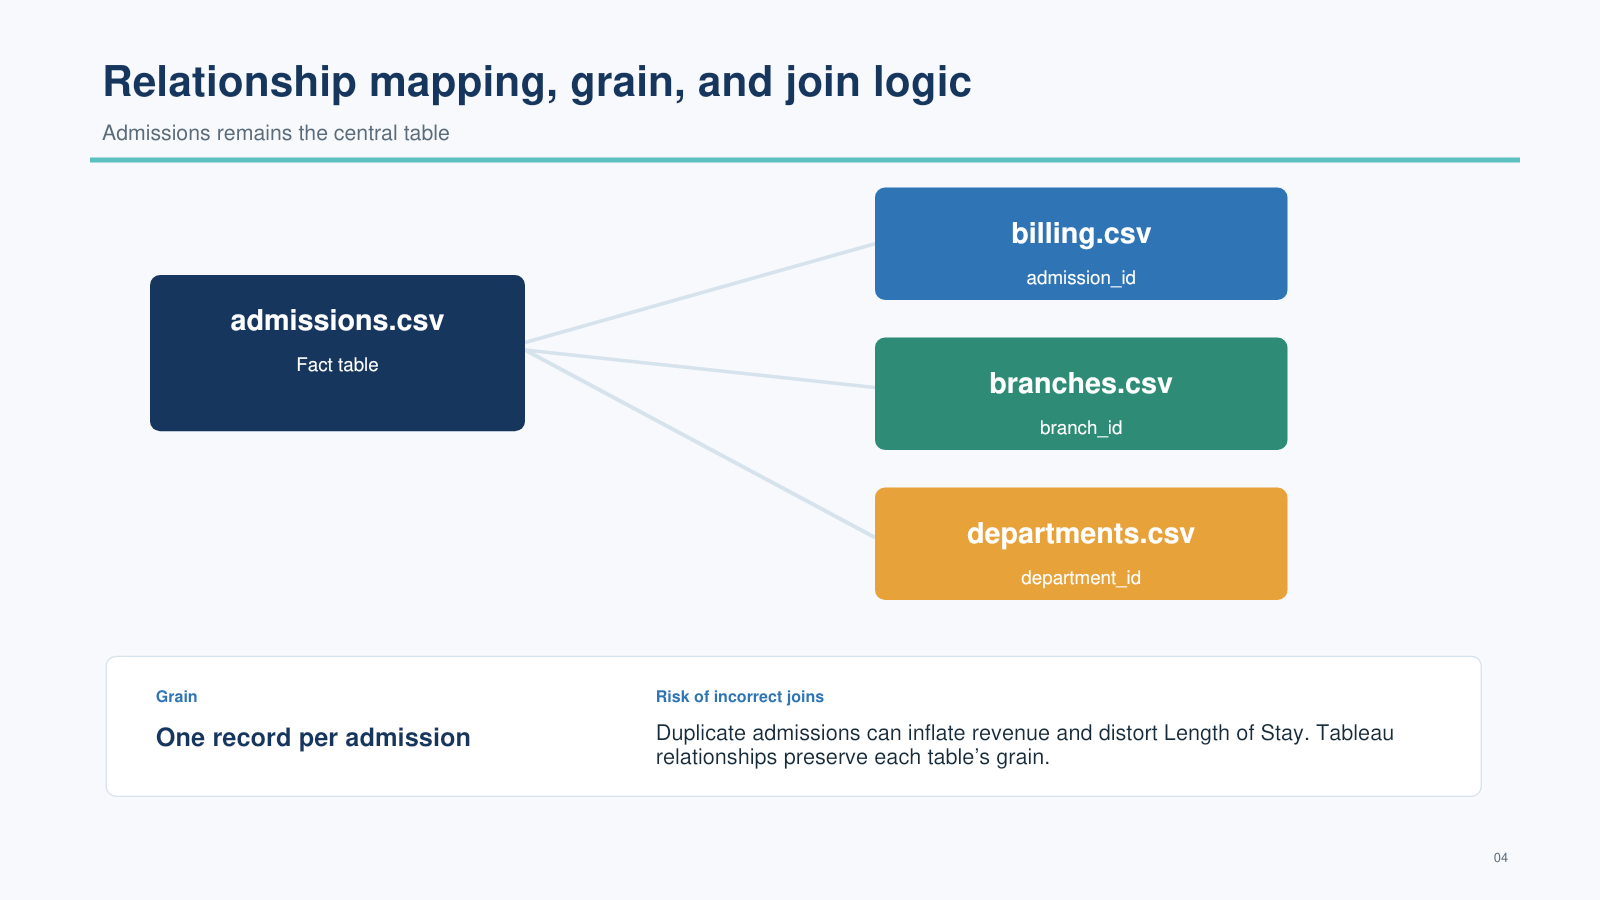 Relationship mapping, grain, and join logic
Admissions remains the central table
admissions.csv
Fact table
billing.csv
admission_id
branches.csv
branch_id
departments.csv
department_id
Grain
One record per admission
Risk of incorrect joins
Duplicate admissions can inflate revenue and distort Length of Stay. Tableau
relationships preserve each table’s grain.
04